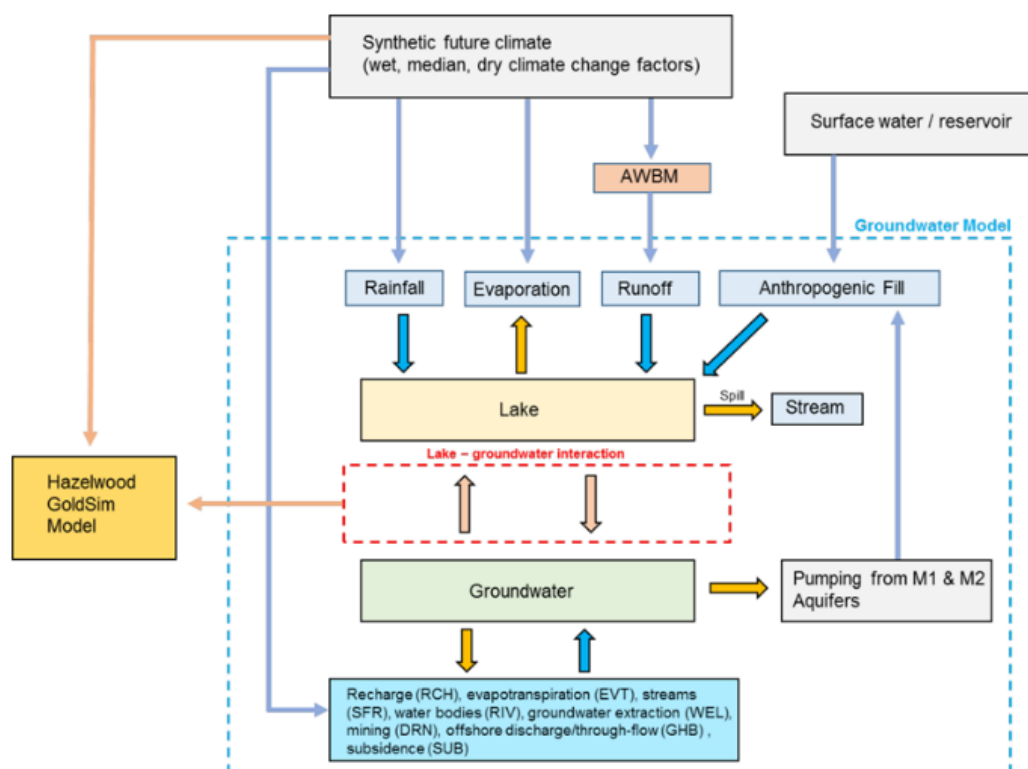 Synthetic future climate
(wet, median, dry climate change factors)
Surface water / reservoir
AWBM
Groundwater Model
Rainfall
Evaporation
Runoff
Anthropogenic Fill
Lake
Spill
Stream
Lake – groundwater interaction
Hazelwood
GoldSim
Model
Groundwater
Pumping from M1 & M2
Aquifers
Recharge (RCH), evapotranspiration (EVT), streams
(SFR), water bodies (RIV), groundwater extraction (WEL),
mining (DRN), offshore discharge/through-flow (GHB) ,
subsidence (SUB)